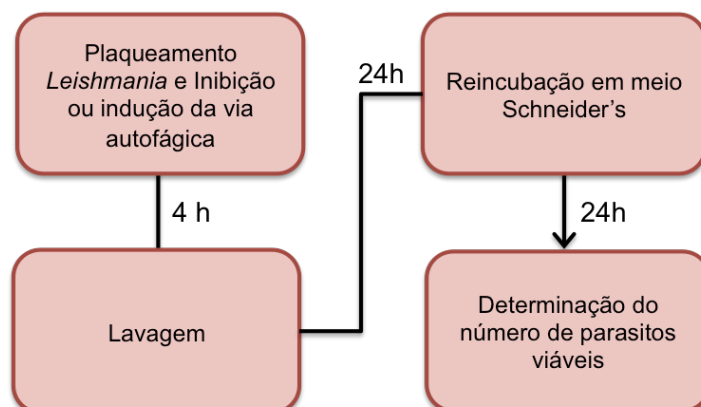 Plaqueamento
Leishmania e Inibição
ou indução da via
autofágica
4 h
Lavagem
24h
Reincubação em meio
Schneider’s
24h
Determinação do
número de parasitos
viáveis